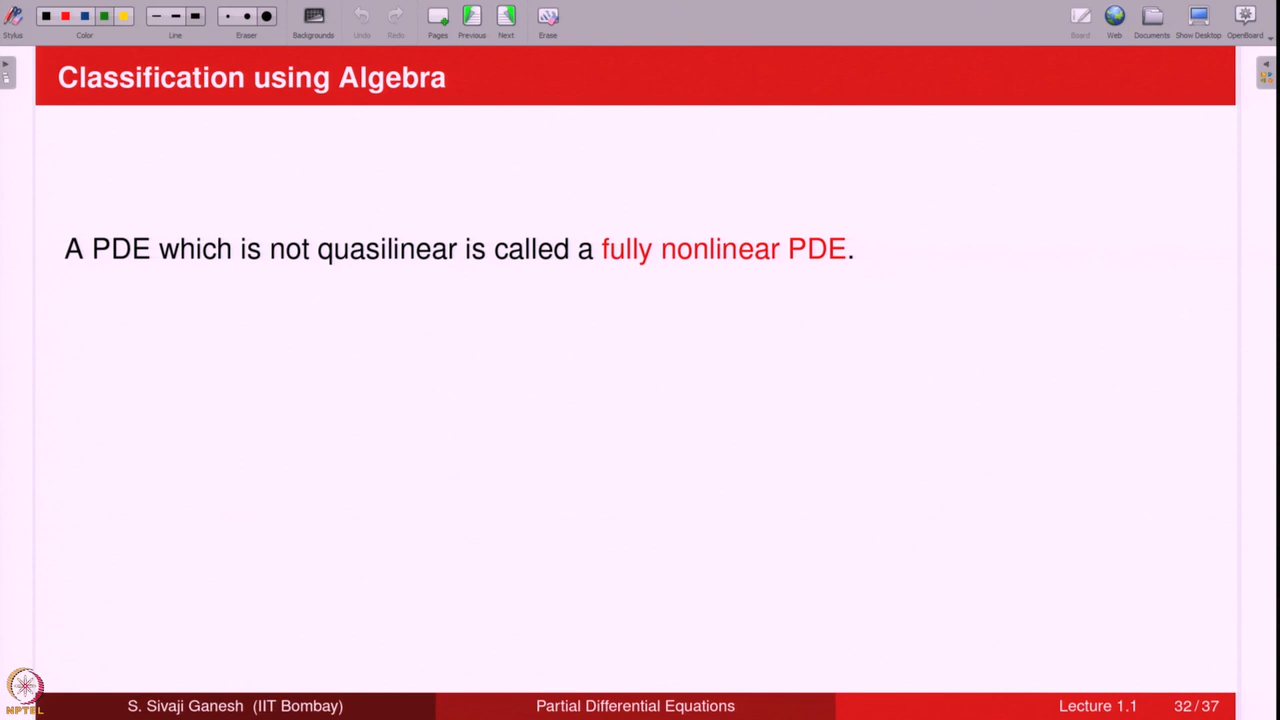 Stylus Color Line Eraser Backgrounds Undo Redo Pages Previous Next Erase Board Web Documents Show Desktop OpenBoard
Classification using Algebra
A PDE which is not quasilinear is called a fully nonlinear PDE.
NPTEL
S. Sivaji Ganesh (IIT Bombay) Partial Differential Equations Lecture 1.1 32/37